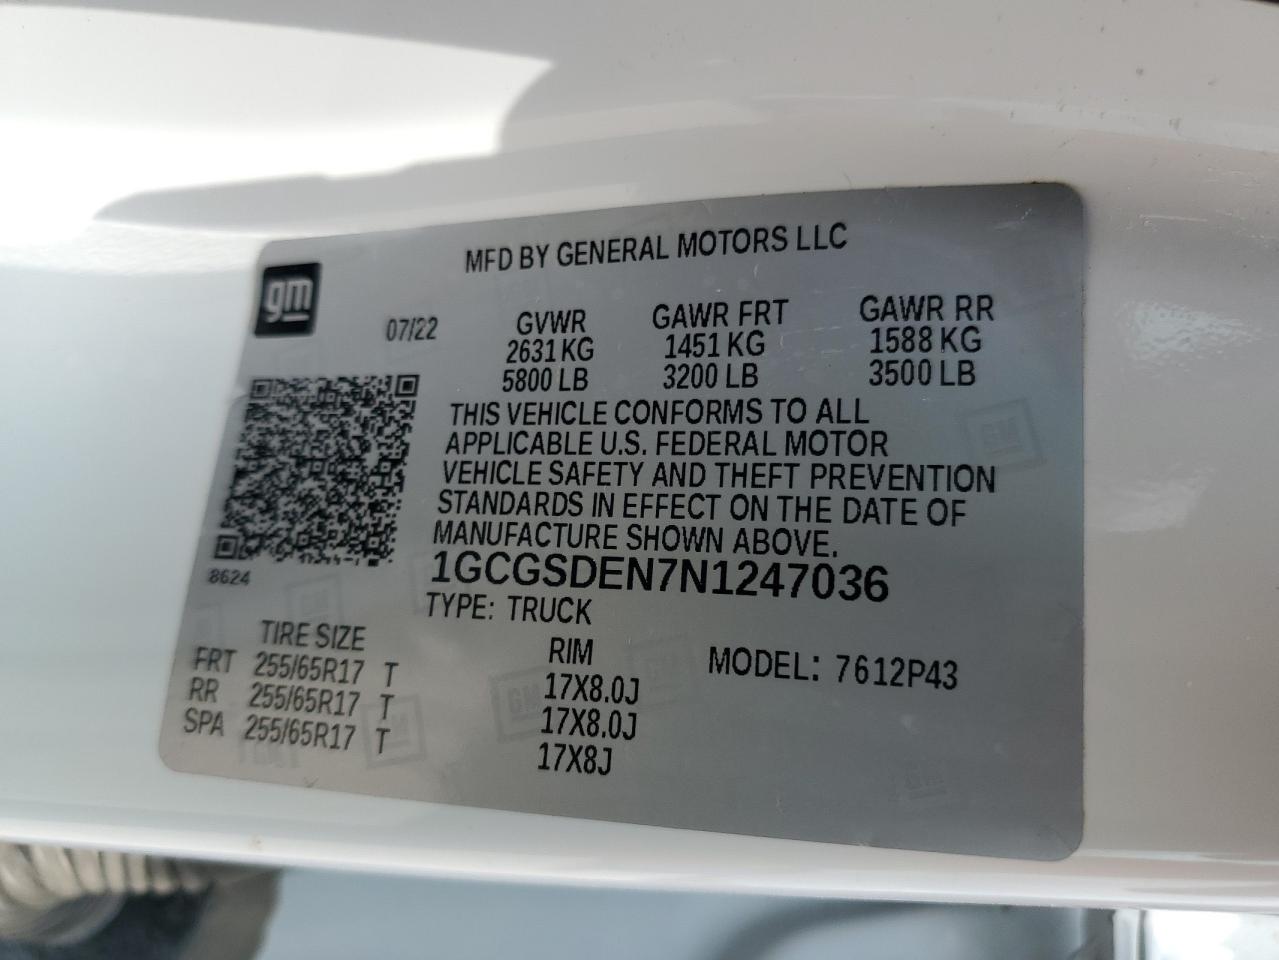 MFD BY GENERAL MOTORS LLC
gm
07/22
GVWR GAWR FRT GAWR RR
2631 KG 1451 KG 1588 KG
5800 LB 3200 LB 3500 LB
THIS VEHICLE CONFORMS TO ALL
APPLICABLE U.S. FEDERAL MOTOR
VEHICLE SAFETY AND THEFT PREVENTION
STANDARDS IN EFFECT ON THE DATE OF
MANUFACTURE SHOWN ABOVE.
8624
1GCGSDEN7N1247036
TYPE: TRUCK
TIRE SIZE RIM MODEL: 7612P43
FRT 255/65R17 T 17X8.0J
RR 255/65R17 T 17X8.0J
SPA 255/65R17 T 17X8J